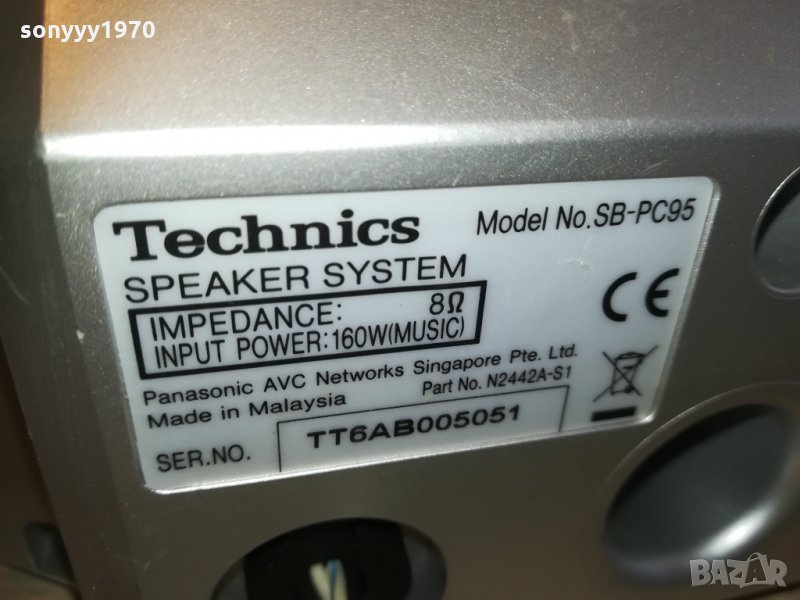 sonyyy1970
Technics Model No.SB-PC95
SPEAKER SYSTEM
IMPEDANCE: 8Ω
INPUT POWER:160W(MUSIC)
CE
Panasonic AVC Networks Singapore Pte. Ltd.
Made in Malaysia Part No. N2442A-S1
SER.NO. TT6AB005051
BAZAR